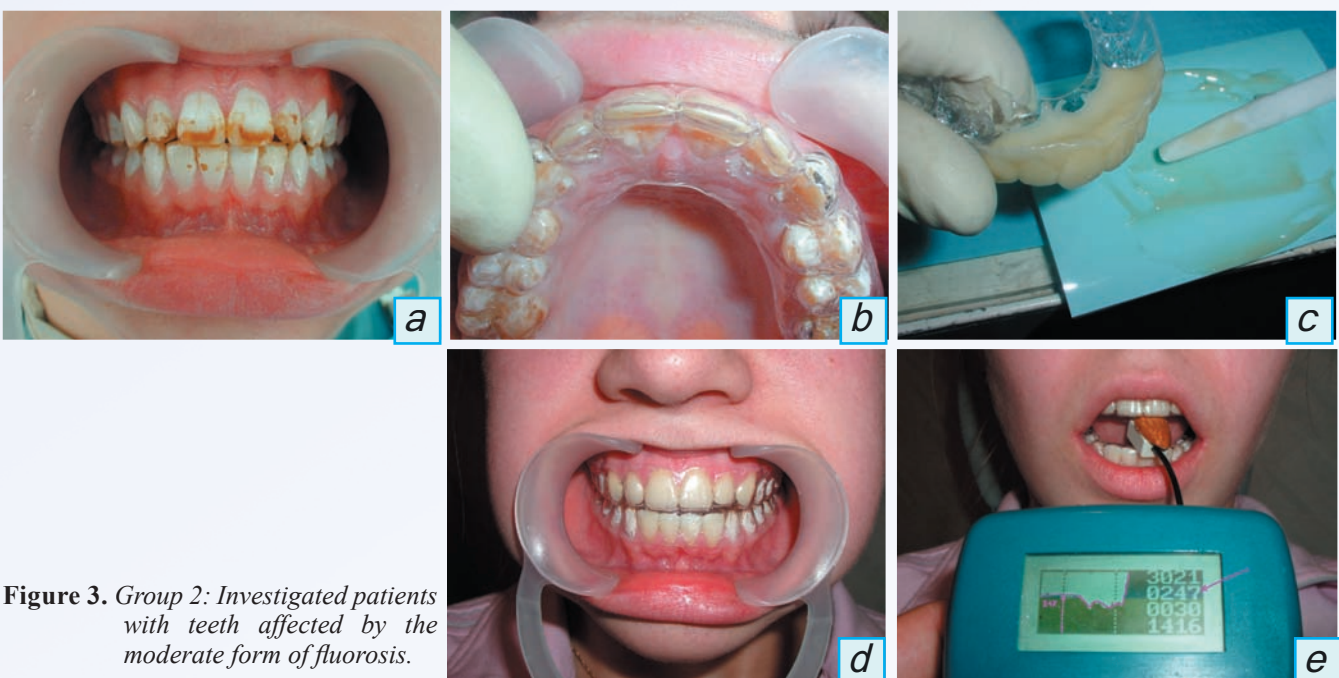 a
b
c
Figure 3. Group 2: Investigated patients
with teeth affected by the
moderate form of fluorosis.
d
3021
0247
0030
1416
e